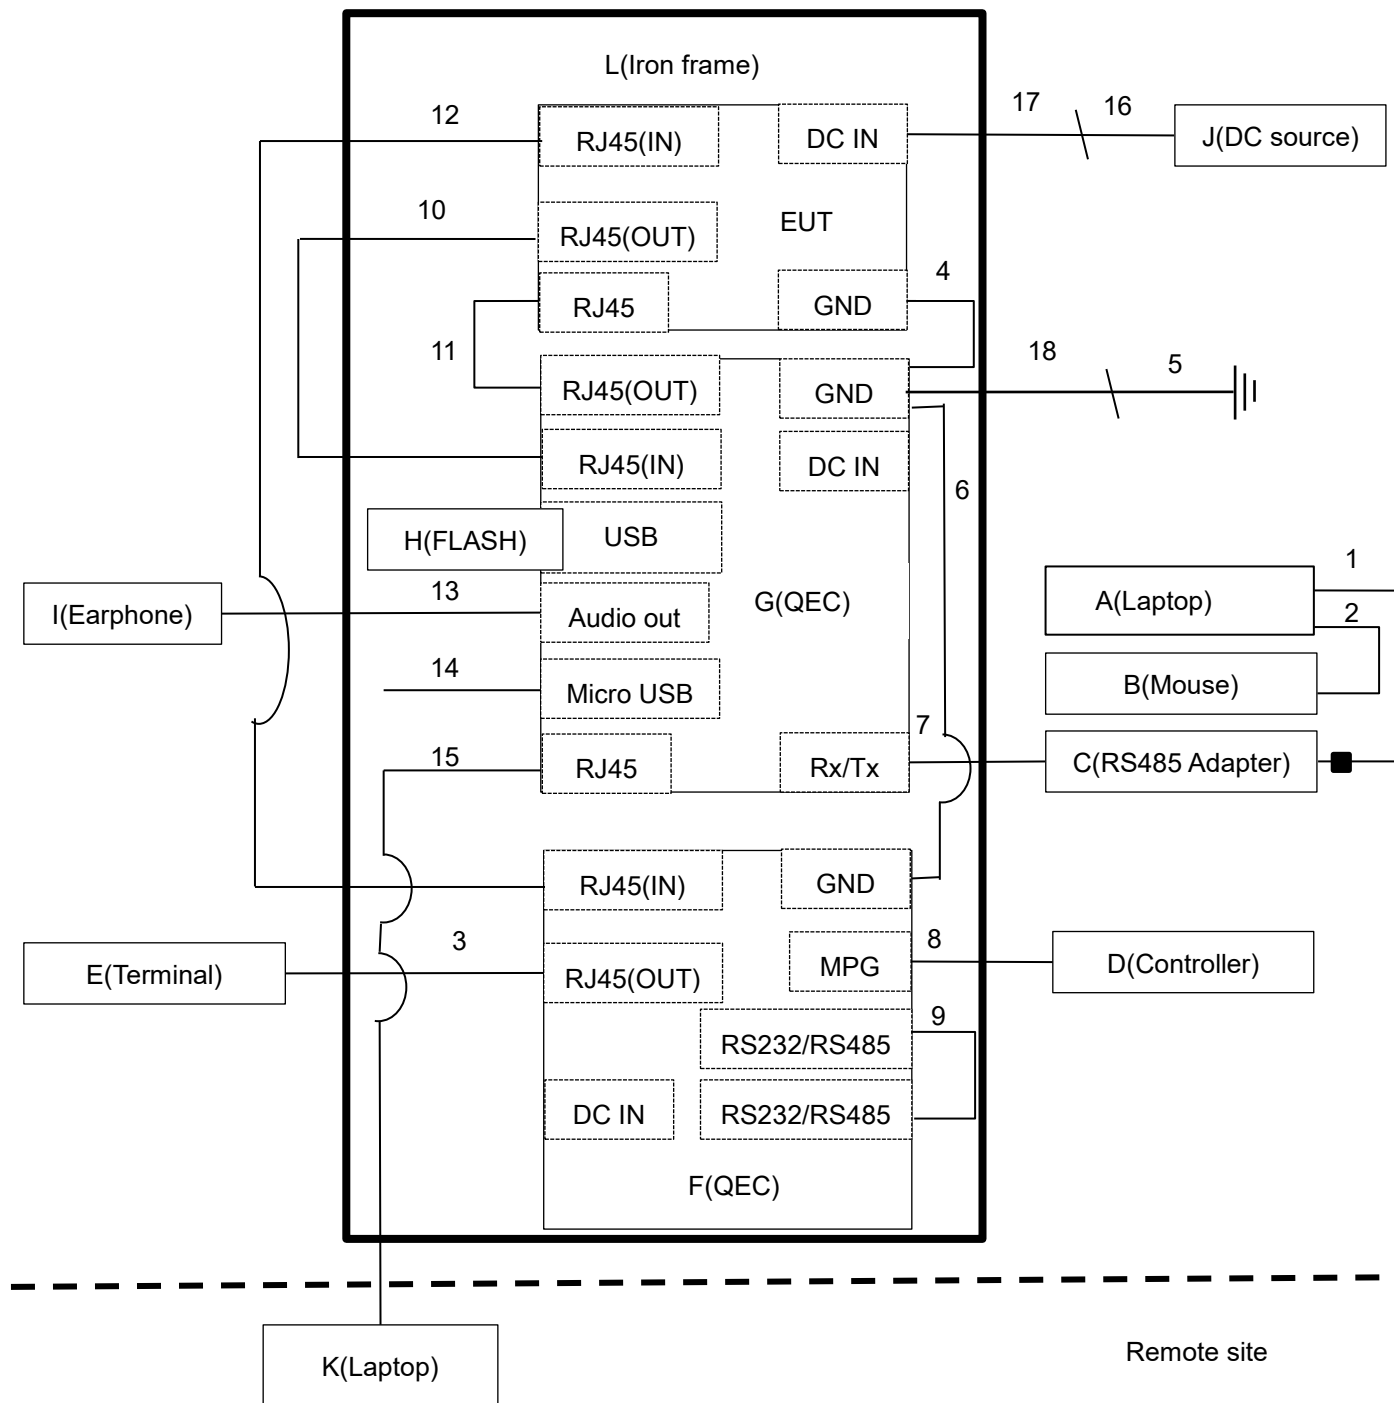 L(Iron frame)
12
RJ45(IN)
DC IN
17
16
J(DC source)
10
RJ45(OUT)
EUT
RJ45
GND
4
11
RJ45(OUT)
GND
18
5
RJ45(IN)
DC IN
6
H(FLASH)
USB
1
I(Earphone)
13
Audio out
G(QEC)
A(Laptop)
2
14
Micro USB
B(Mouse)
15
RJ45
Rx/Tx
7
C(RS485 Adapter)
RJ45(IN)
GND
E(Terminal)
3
RJ45(OUT)
MPG
8
D(Controller)
RS232/RS485
9
DC IN
RS232/RS485
F(QEC)
K(Laptop)
Remote site